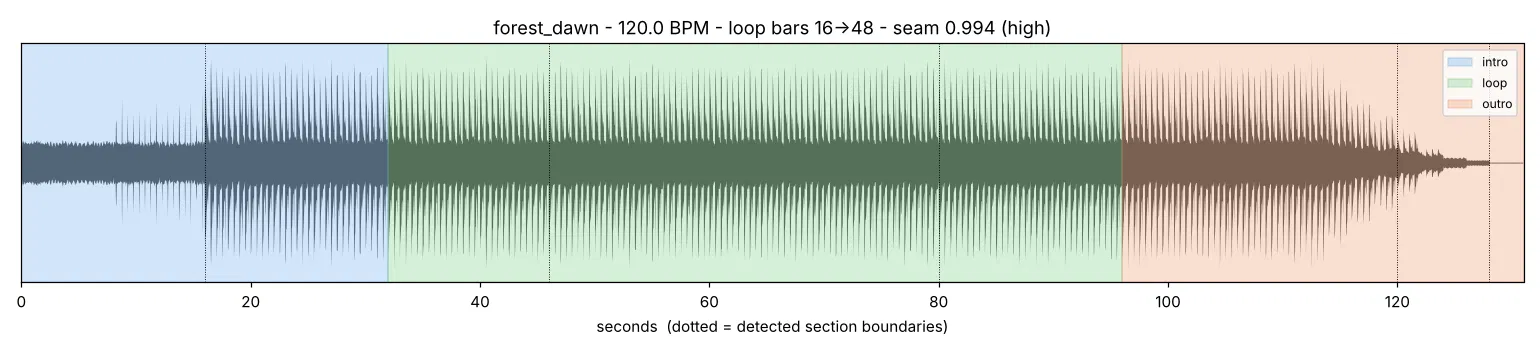 forest_dawn - 120.0 BPM - loop bars 16→48 - seam 0.994 (high)
intro
loop
outro
0 20 40 60 80 100 120
seconds (dotted = detected section boundaries)